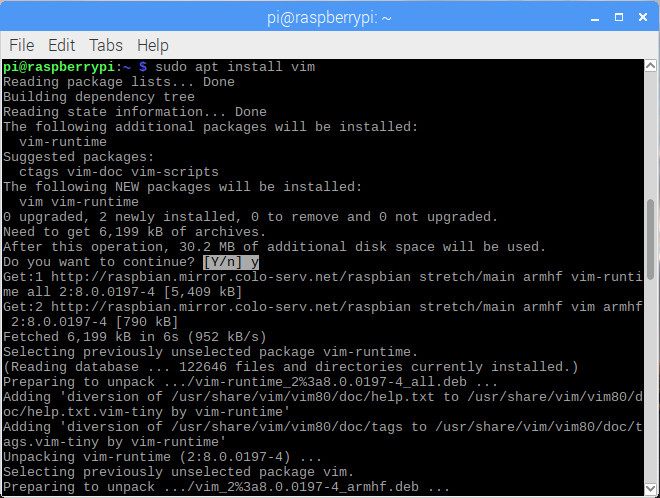 pi@raspberrypi: ~
File Edit Tabs Help
pi@raspberrypi:~ $ sudo apt install vim
Reading package lists... Done
Building dependency tree
Reading state information... Done
The following additional packages will be installed:
  vim-runtime
Suggested packages:
  ctags vim-doc vim-scripts
The following NEW packages will be installed:
  vim vim-runtime
0 upgraded, 2 newly installed, 0 to remove and 0 not upgraded.
Need to get 6,199 kB of archives.
After this operation, 30.2 MB of additional disk space will be used.
Do you want to continue? [Y/n] y
Get:1 http://raspbian.mirror.colo-serv.net/raspbian stretch/main armhf vim-runti
me all 2:8.0.0197-4 [5,409 kB]
Get:2 http://raspbian.mirror.colo-serv.net/raspbian stretch/main armhf vim armhf
 2:8.0.0197-4 [790 kB]
Fetched 6,199 kB in 6s (952 kB/s)
Selecting previously unselected package vim-runtime.
(Reading database ... 122646 files and directories currently installed.)
Preparing to unpack .../vim-runtime_2%3a8.0.0197-4_all.deb ...
Adding 'diversion of /usr/share/vim/vim80/doc/help.txt to /usr/share/vim/vim80/d
oc/help.txt.vim-tiny by vim-runtime'
Adding 'diversion of /usr/share/vim/vim80/doc/tags to /usr/share/vim/vim80/doc/t
ags.vim-tiny by vim-runtime'
Unpacking vim-runtime (2:8.0.0197-4) ...
Selecting previously unselected package vim.
Preparing to unpack .../vim_2%3a8.0.0197-4_armhf.deb ...